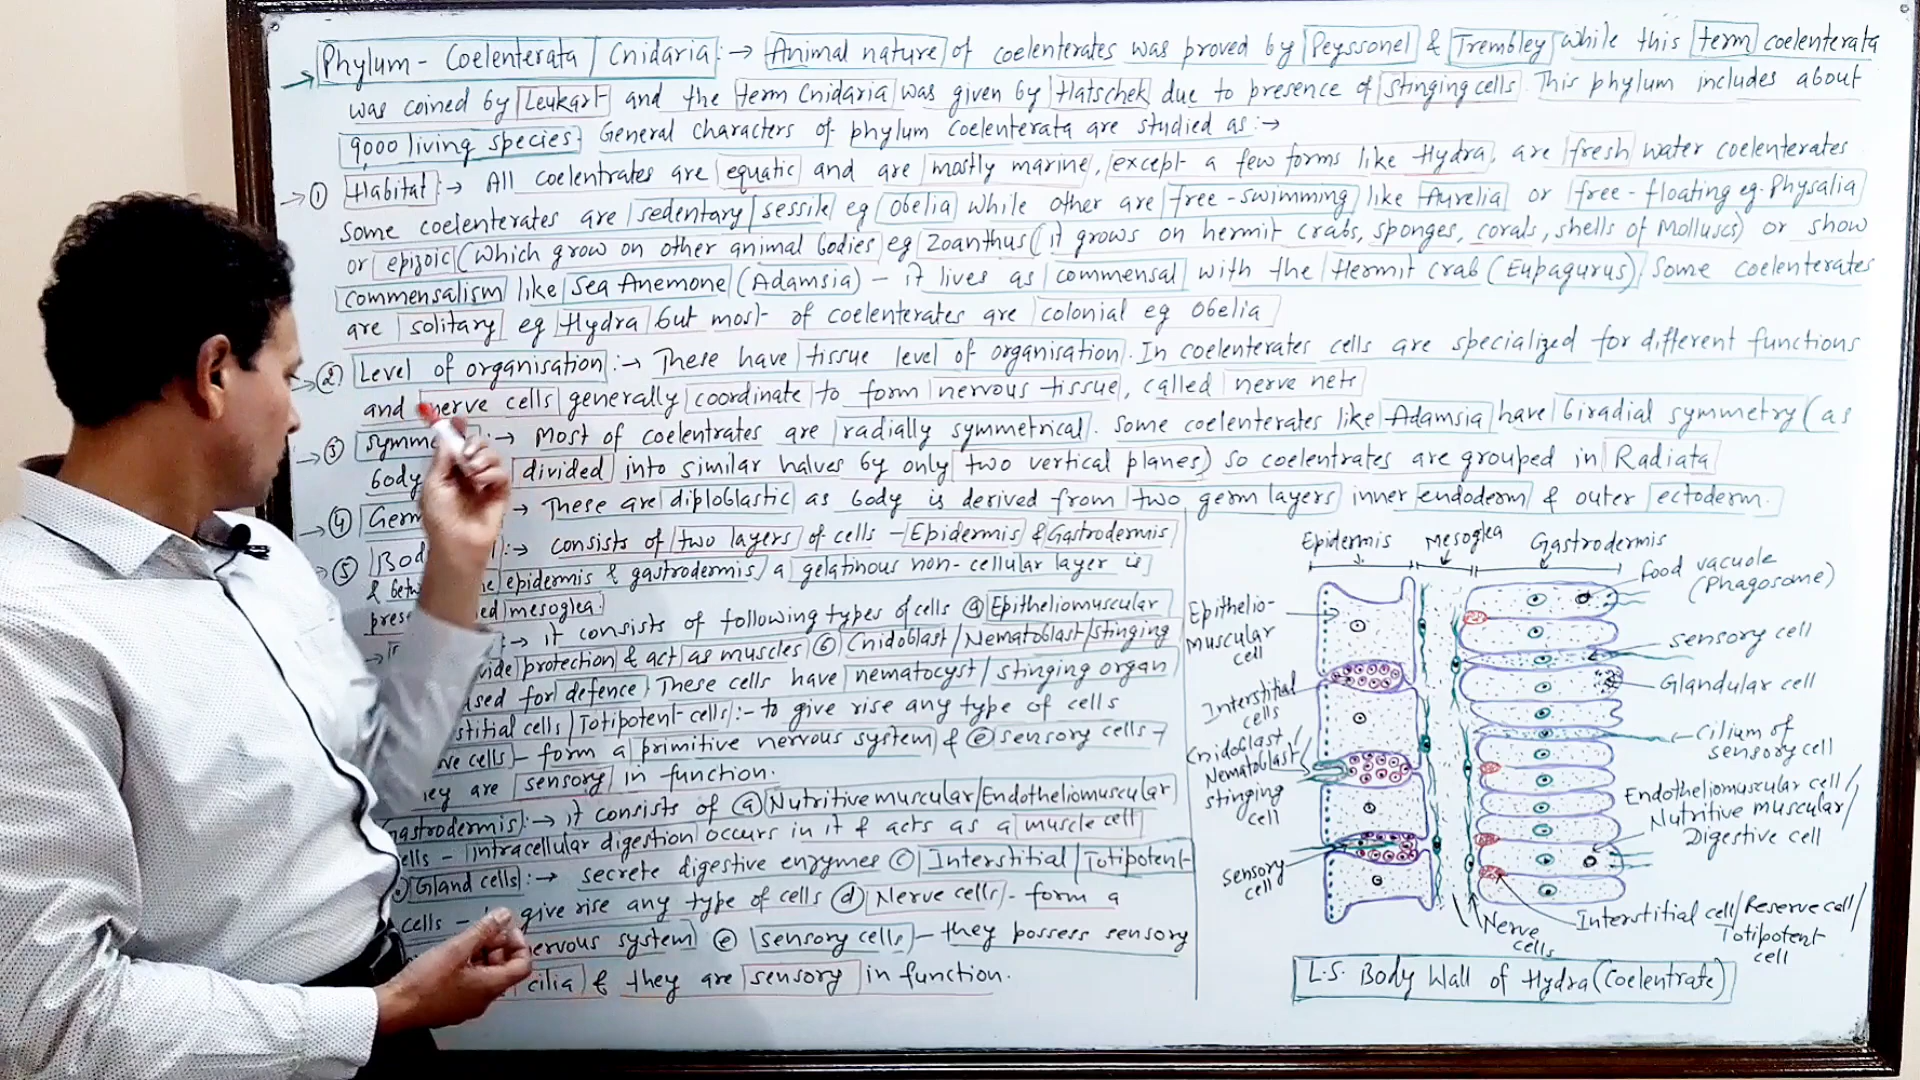 Phylum - Coelenterata / Cnidaria :→ Animal nature of coelenterates was proved by Peyssonel & Trembley while this term coelenterata
was coined by Leukart and the term Cnidaria was given by Hatschek due to presence of stinging cells. This phylum includes about
9000 living species. General characters of phylum coelenterata are studied as :→
① Habitat :→ All coelentrates are equatic and are mostly marine, except a few forms like Hydra, are fresh water coelenterates
Some coelenterates are sedentary/sessile eg Obelia while other are free-swimming like Aurelia or free-floating eg. Physalia
or epizoic (which grow on other animal bodies eg Zoanthus (it grows on hermit crabs, sponges, corals, shells of Molluscs) or show
commensalism like Sea Anemone (Adamsia) - it lives as commensal with the Hermit crab (Eupagurus) Some coelenterates
are solitary eg Hydra but most of coelenterates are colonial eg Obelia
② Level of organisation :→ These have tissue level of organisation. In coelenterates cells are specialized for different functions
and nerve cells generally coordinate to form nervous tissue, called nerve nets
③ Symm :→ Most of coelentrates are radially symmetrical. Some coelenterates like Adamsia have biradial symmetry (as
body divided into similar halves by only two vertical planes) so coelentrates are grouped in Radiata
④ Germ → These are diploblastic as body is derived from two germ layers inner endoderm & outer ectoderm.
⑤ Bod :→ consists of two layers of cells - Epidermis & Gastrodermis
& betw epidermis & gastrodermis, a gelatinous non-cellular layer is
pres ed mesoglea.
→ it consists of following types of cells ⓐ Epitheliomuscular
vide protection & act as muscles ⓑ Cnidoblast/Nematoblast/stinging
used for defence. These cells have nematocyst/stinging organ
stitial cells/Totipotent cells :- to give rise any type of cells
ve cells - form a primitive nervous system & ⓔ sensory cells -
ey are sensory in function.
Gastrodermis :→ it consists of ⓐ Nutritive muscular/Endotheliomuscular
ells - intracellular digestion occurs in it & acts as a muscle cell
Gland cells :→ secrete digestive enzymes ⓒ Interstitial/Totipotent
cells - give rise any type of cells ⓓ Nerve cells - form a
nervous system ⓔ sensory cells - they possess sensory
cilia & they are sensory in function.
Epidermis Mesoglea Gastrodermis
Food vacuole
(Phagosome)
Epithelio-
muscular
cell
sensory cell
Glandular cell
Interstitial
cells
Cilium of
sensory cell
Cnidoblast/
Nematoblast/
stinging
cell
Endotheliomuscular cell/
Nutritive muscular/
Digestive cell
Sensory
cell
Nerve
cells
Interstitial cell/Reserve cell/
Totipotent
cell
L.S. Body Wall of Hydra (Coelentrate)